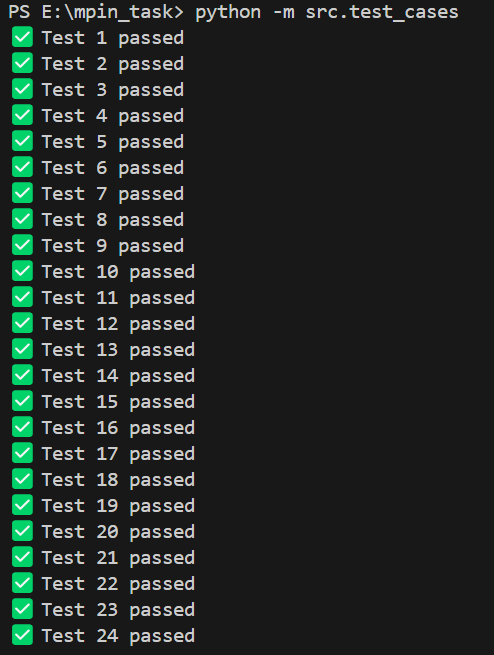 PS E:\mpin_task> python -m src.test_cases
✅ Test 1 passed
✅ Test 2 passed
✅ Test 3 passed
✅ Test 4 passed
✅ Test 5 passed
✅ Test 6 passed
✅ Test 7 passed
✅ Test 8 passed
✅ Test 9 passed
✅ Test 10 passed
✅ Test 11 passed
✅ Test 12 passed
✅ Test 13 passed
✅ Test 14 passed
✅ Test 15 passed
✅ Test 16 passed
✅ Test 17 passed
✅ Test 18 passed
✅ Test 19 passed
✅ Test 20 passed
✅ Test 21 passed
✅ Test 22 passed
✅ Test 23 passed
✅ Test 24 passed